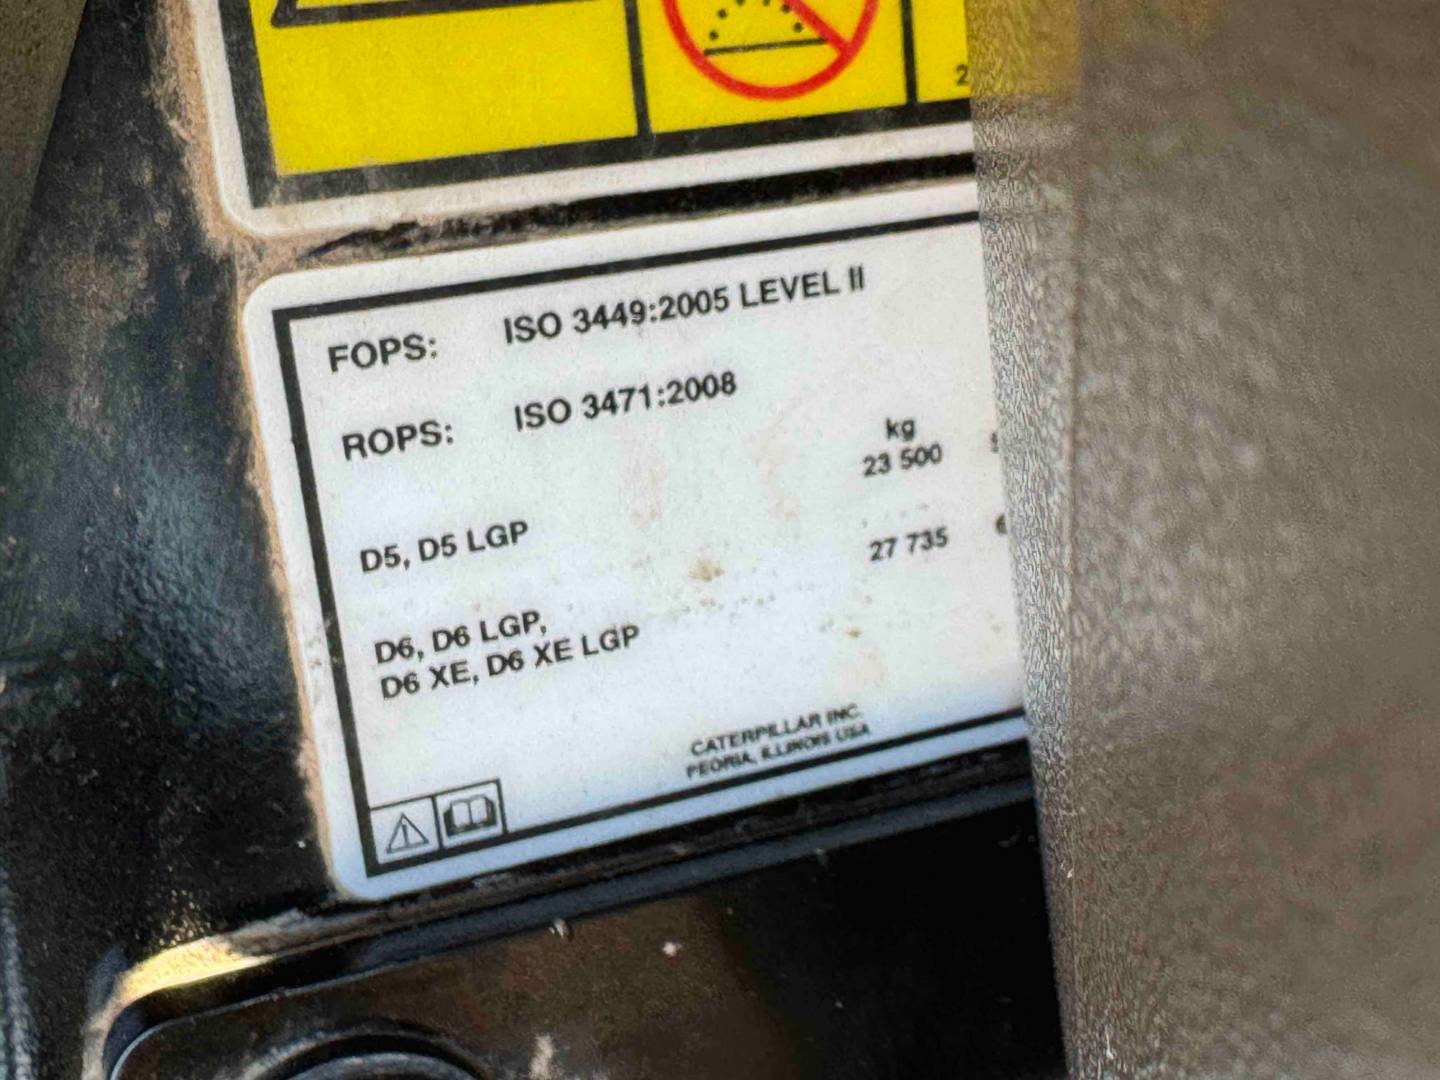 2
FOPS: ISO 3449:2005 LEVEL II
ROPS: ISO 3471:2008
kg
23 500
D5, D5 LGP
27 735
D6, D6 LGP,
D6 XE, D6 XE LGP
CATERPILLAR INC.
PEORIA, ILLINOIS USA